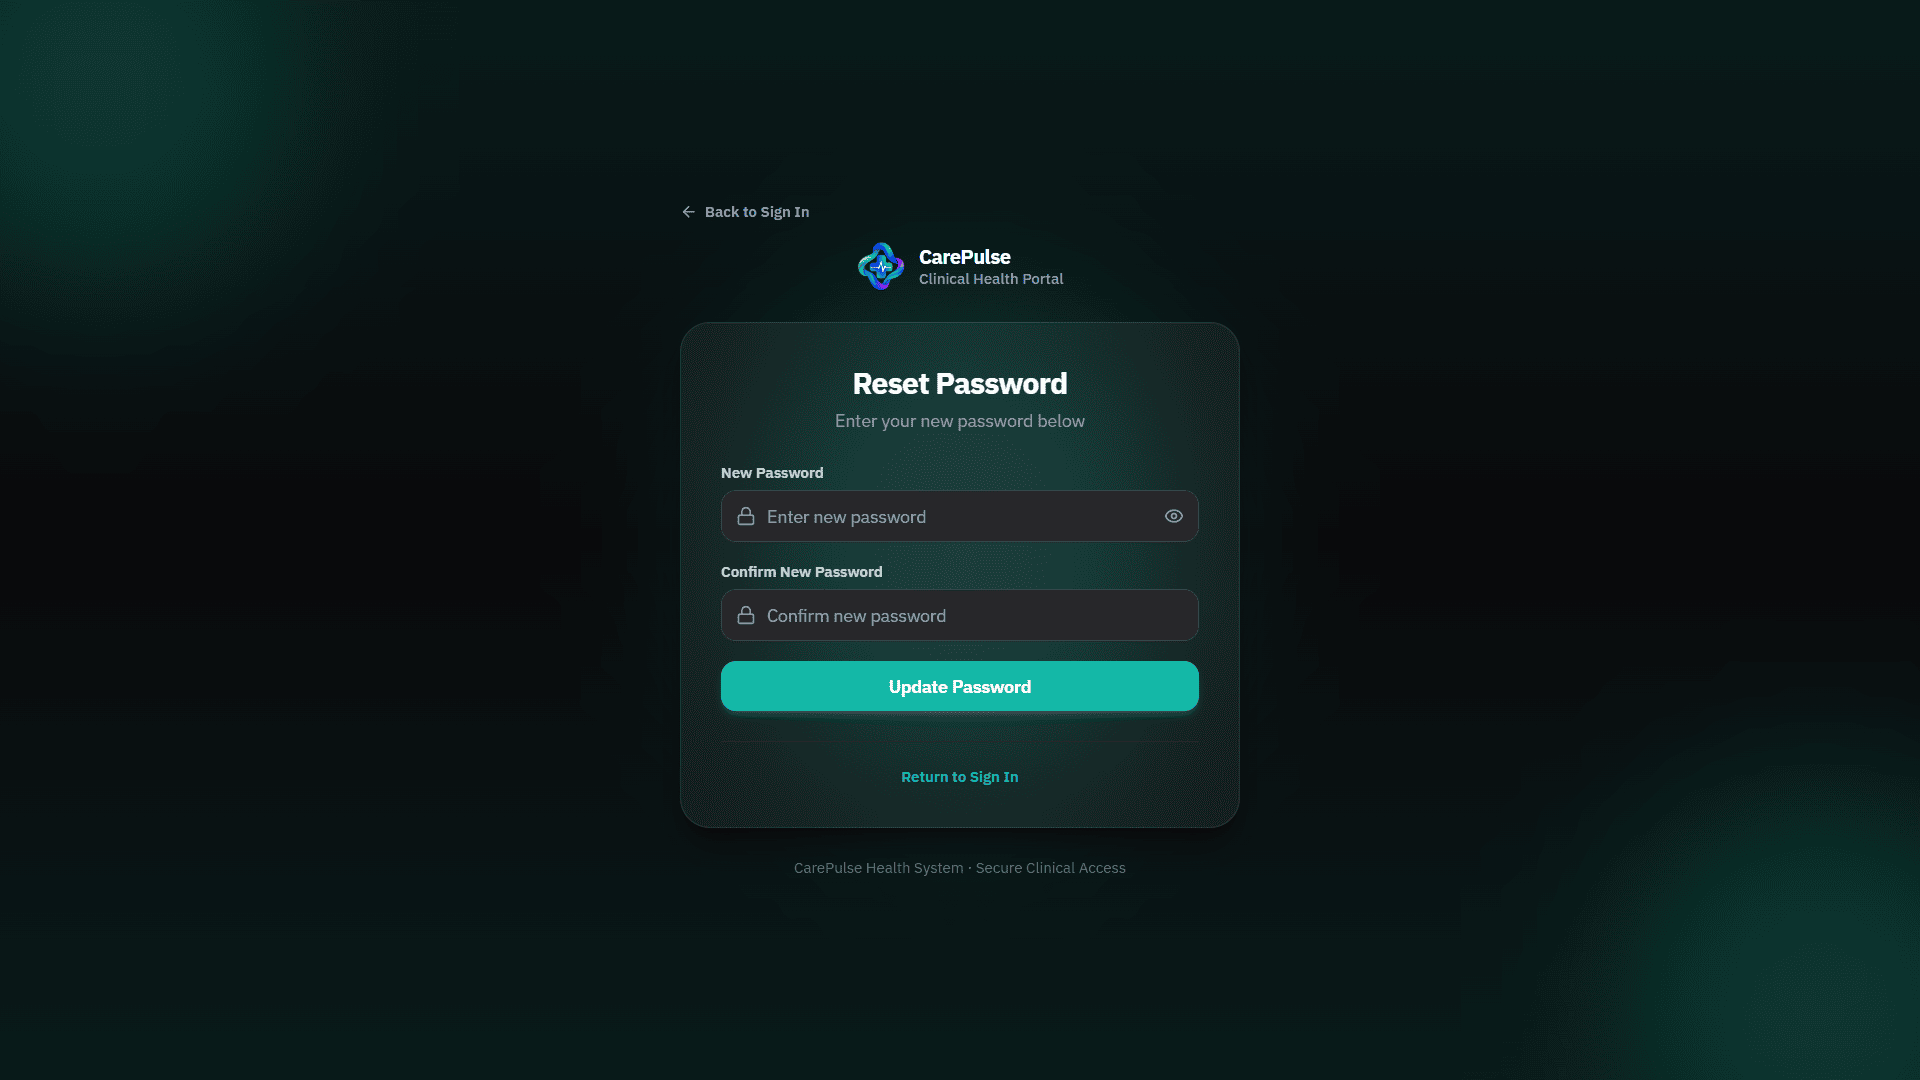 Back to Sign In
CarePulse
Clinical Health Portal
Reset Password
Enter your new password below
New Password
Enter new password
Confirm New Password
Confirm new password
Update Password
Return to Sign In
CarePulse Health System · Secure Clinical Access